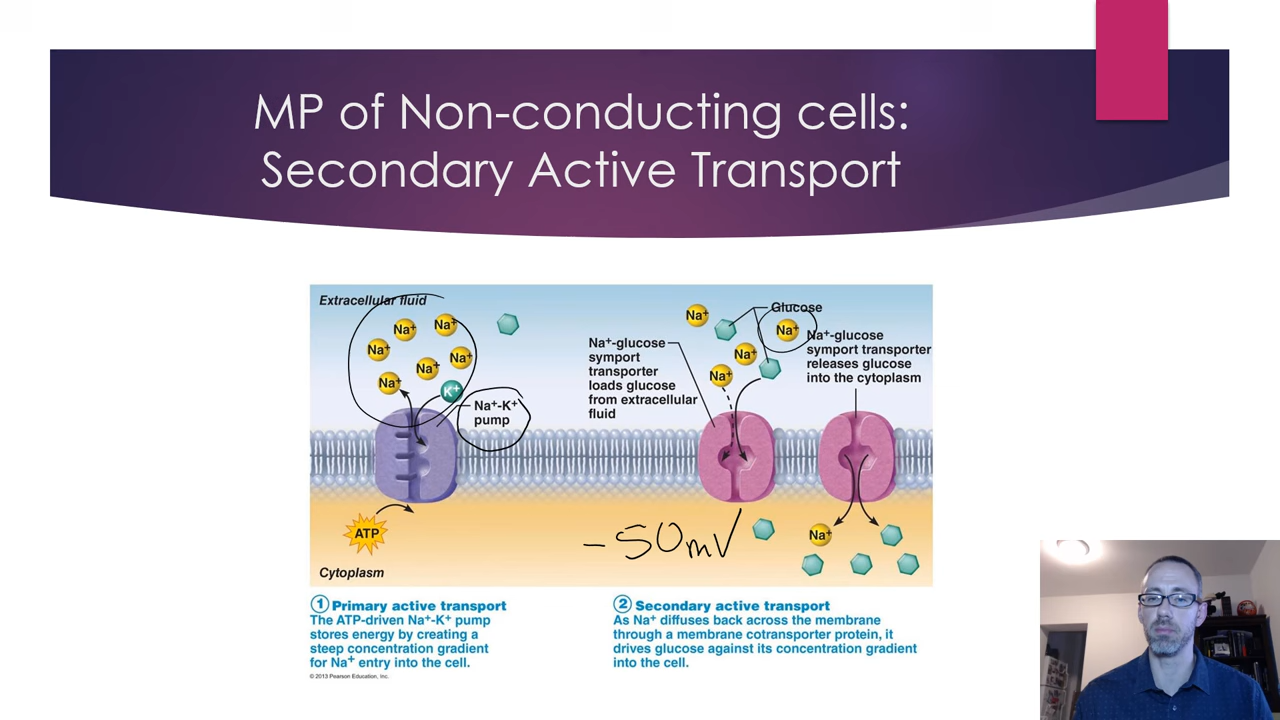 MP of Non-conducting cells:
Secondary Active Transport
Extracellular fluid
Na+
Na+
Na+
Na+
Na+
Na+
K+
Na+-K+
pump
ATP
Cytoplasm
Na+-glucose
symport
transporter
loads glucose
from extracellular
fluid
Na+
Na+
Na+
Glucose
Na+
Na+-glucose
symport transporter
releases glucose
into the cytoplasm
Na+
-50mV
1 Primary active transport
The ATP-driven Na+-K+ pump
stores energy by creating a
steep concentration gradient
for Na+ entry into the cell.
© 2013 Pearson Education, Inc.
2 Secondary active transport
As Na+ diffuses back across the membrane
through a membrane cotransporter protein, it
drives glucose against its concentration gradient
into the cell.